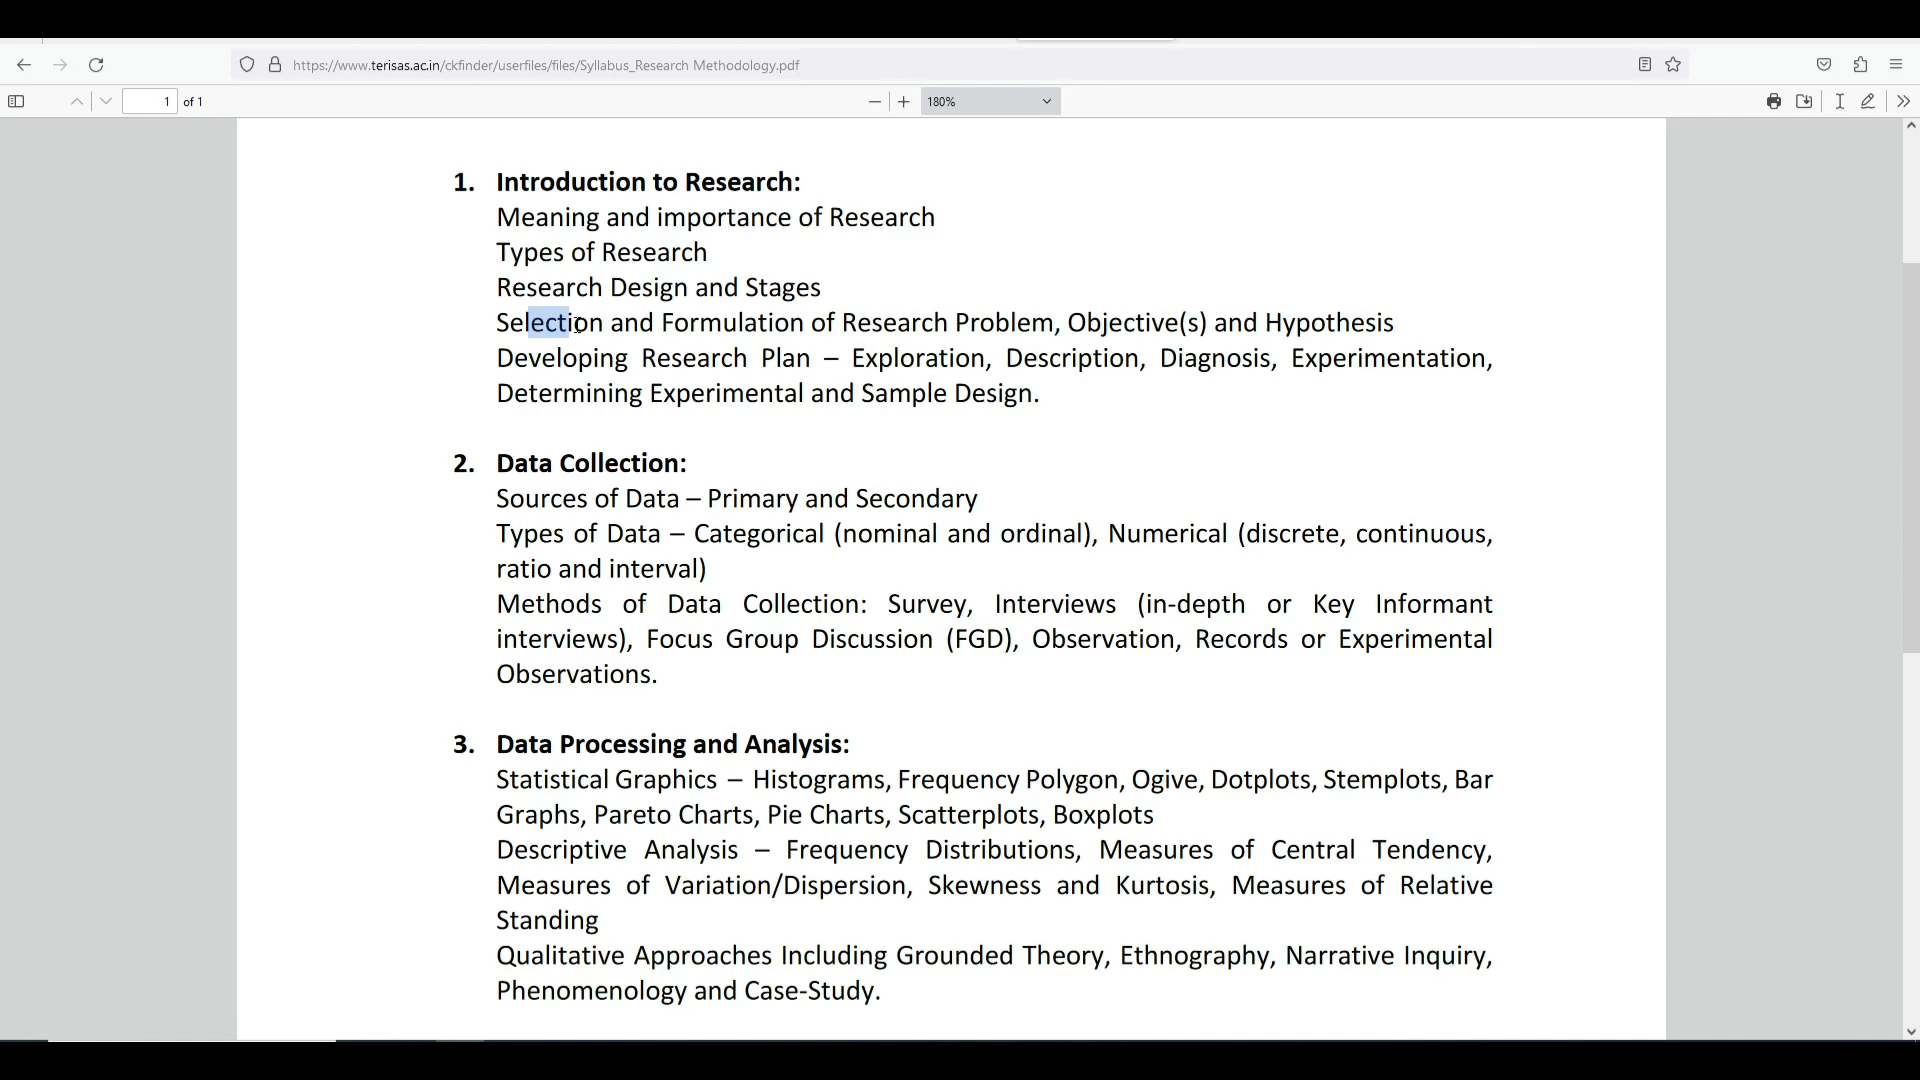 https://www.terisas.ac.in/ckfinder/userfiles/files/Syllabus_Research Methodology.pdf
1 of 1
180%
1. Introduction to Research:
Meaning and importance of Research
Types of Research
Research Design and Stages
Selection and Formulation of Research Problem, Objective(s) and Hypothesis
Developing Research Plan – Exploration, Description, Diagnosis, Experimentation,
Determining Experimental and Sample Design.
2. Data Collection:
Sources of Data – Primary and Secondary
Types of Data – Categorical (nominal and ordinal), Numerical (discrete, continuous,
ratio and interval)
Methods of Data Collection: Survey, Interviews (in-depth or Key Informant
interviews), Focus Group Discussion (FGD), Observation, Records or Experimental
Observations.
3. Data Processing and Analysis:
Statistical Graphics – Histograms, Frequency Polygon, Ogive, Dotplots, Stemplots, Bar
Graphs, Pareto Charts, Pie Charts, Scatterplots, Boxplots
Descriptive Analysis – Frequency Distributions, Measures of Central Tendency,
Measures of Variation/Dispersion, Skewness and Kurtosis, Measures of Relative
Standing
Qualitative Approaches Including Grounded Theory, Ethnography, Narrative Inquiry,
Phenomenology and Case-Study.